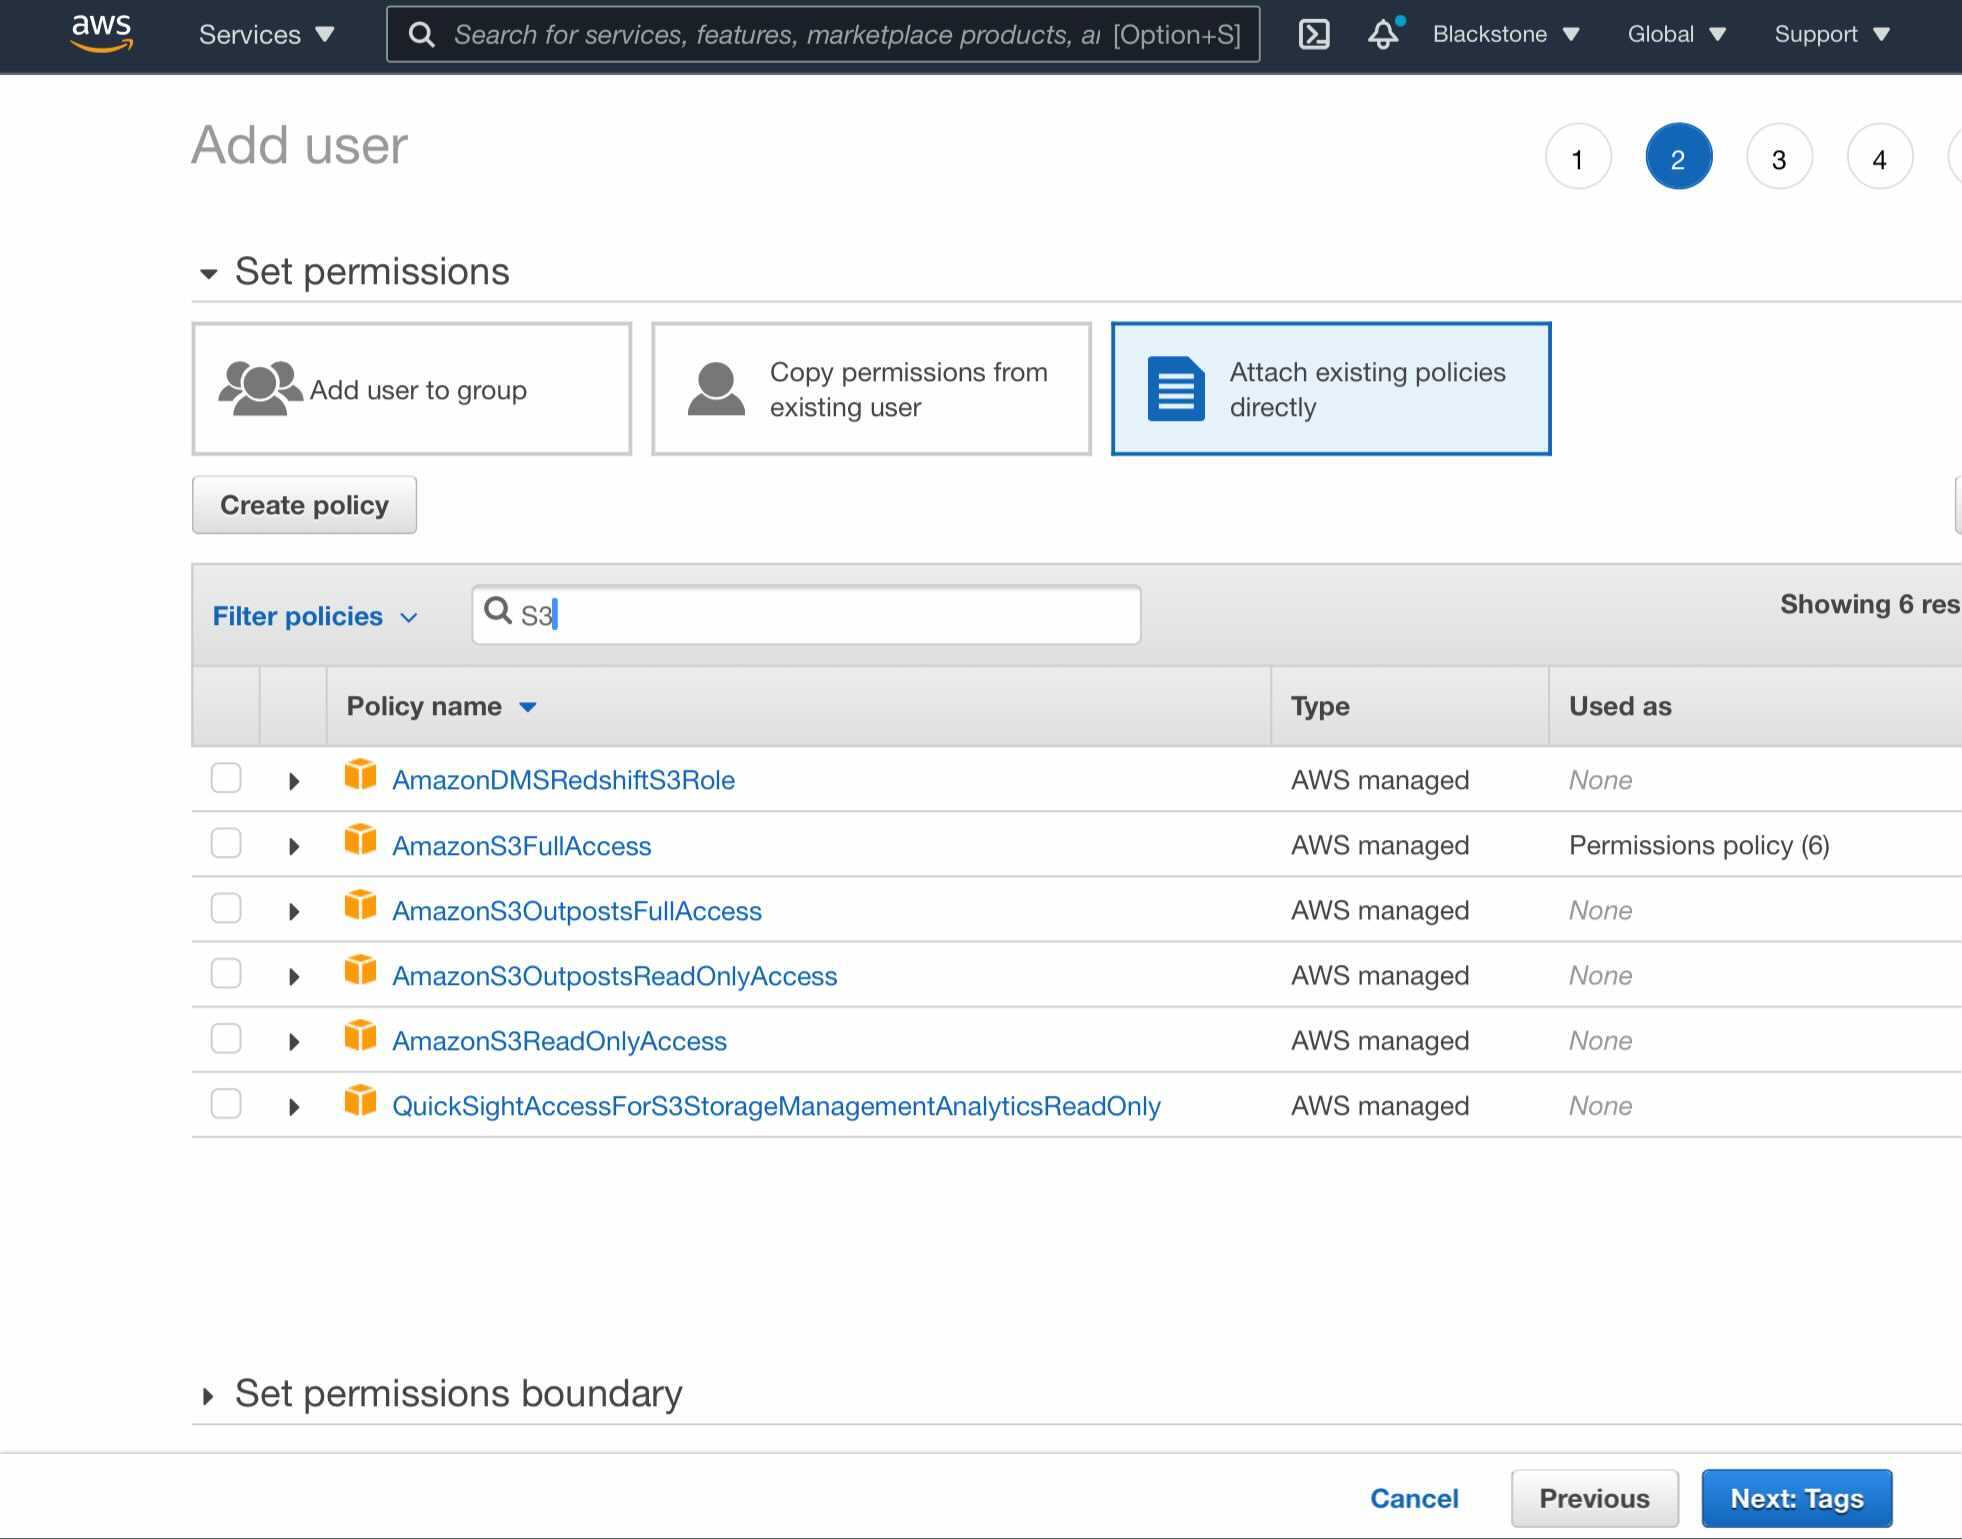 aws Services Search for services, features, marketplace products, ar [Option+S] Blackstone Global Support
Add user
1 2 3 4
Set permissions
Add user to group
Copy permissions from
existing user
Attach existing policies
directly
Create policy
Filter policies S3 Showing 6 res
Policy name Type Used as
AmazonDMSRedshiftS3Role AWS managed None
AmazonS3FullAccess AWS managed Permissions policy (6)
AmazonS3OutpostsFullAccess AWS managed None
AmazonS3OutpostsReadOnlyAccess AWS managed None
AmazonS3ReadOnlyAccess AWS managed None
QuickSightAccessForS3StorageManagementAnalyticsReadOnly AWS managed None
Set permissions boundary
Cancel Previous Next: Tags